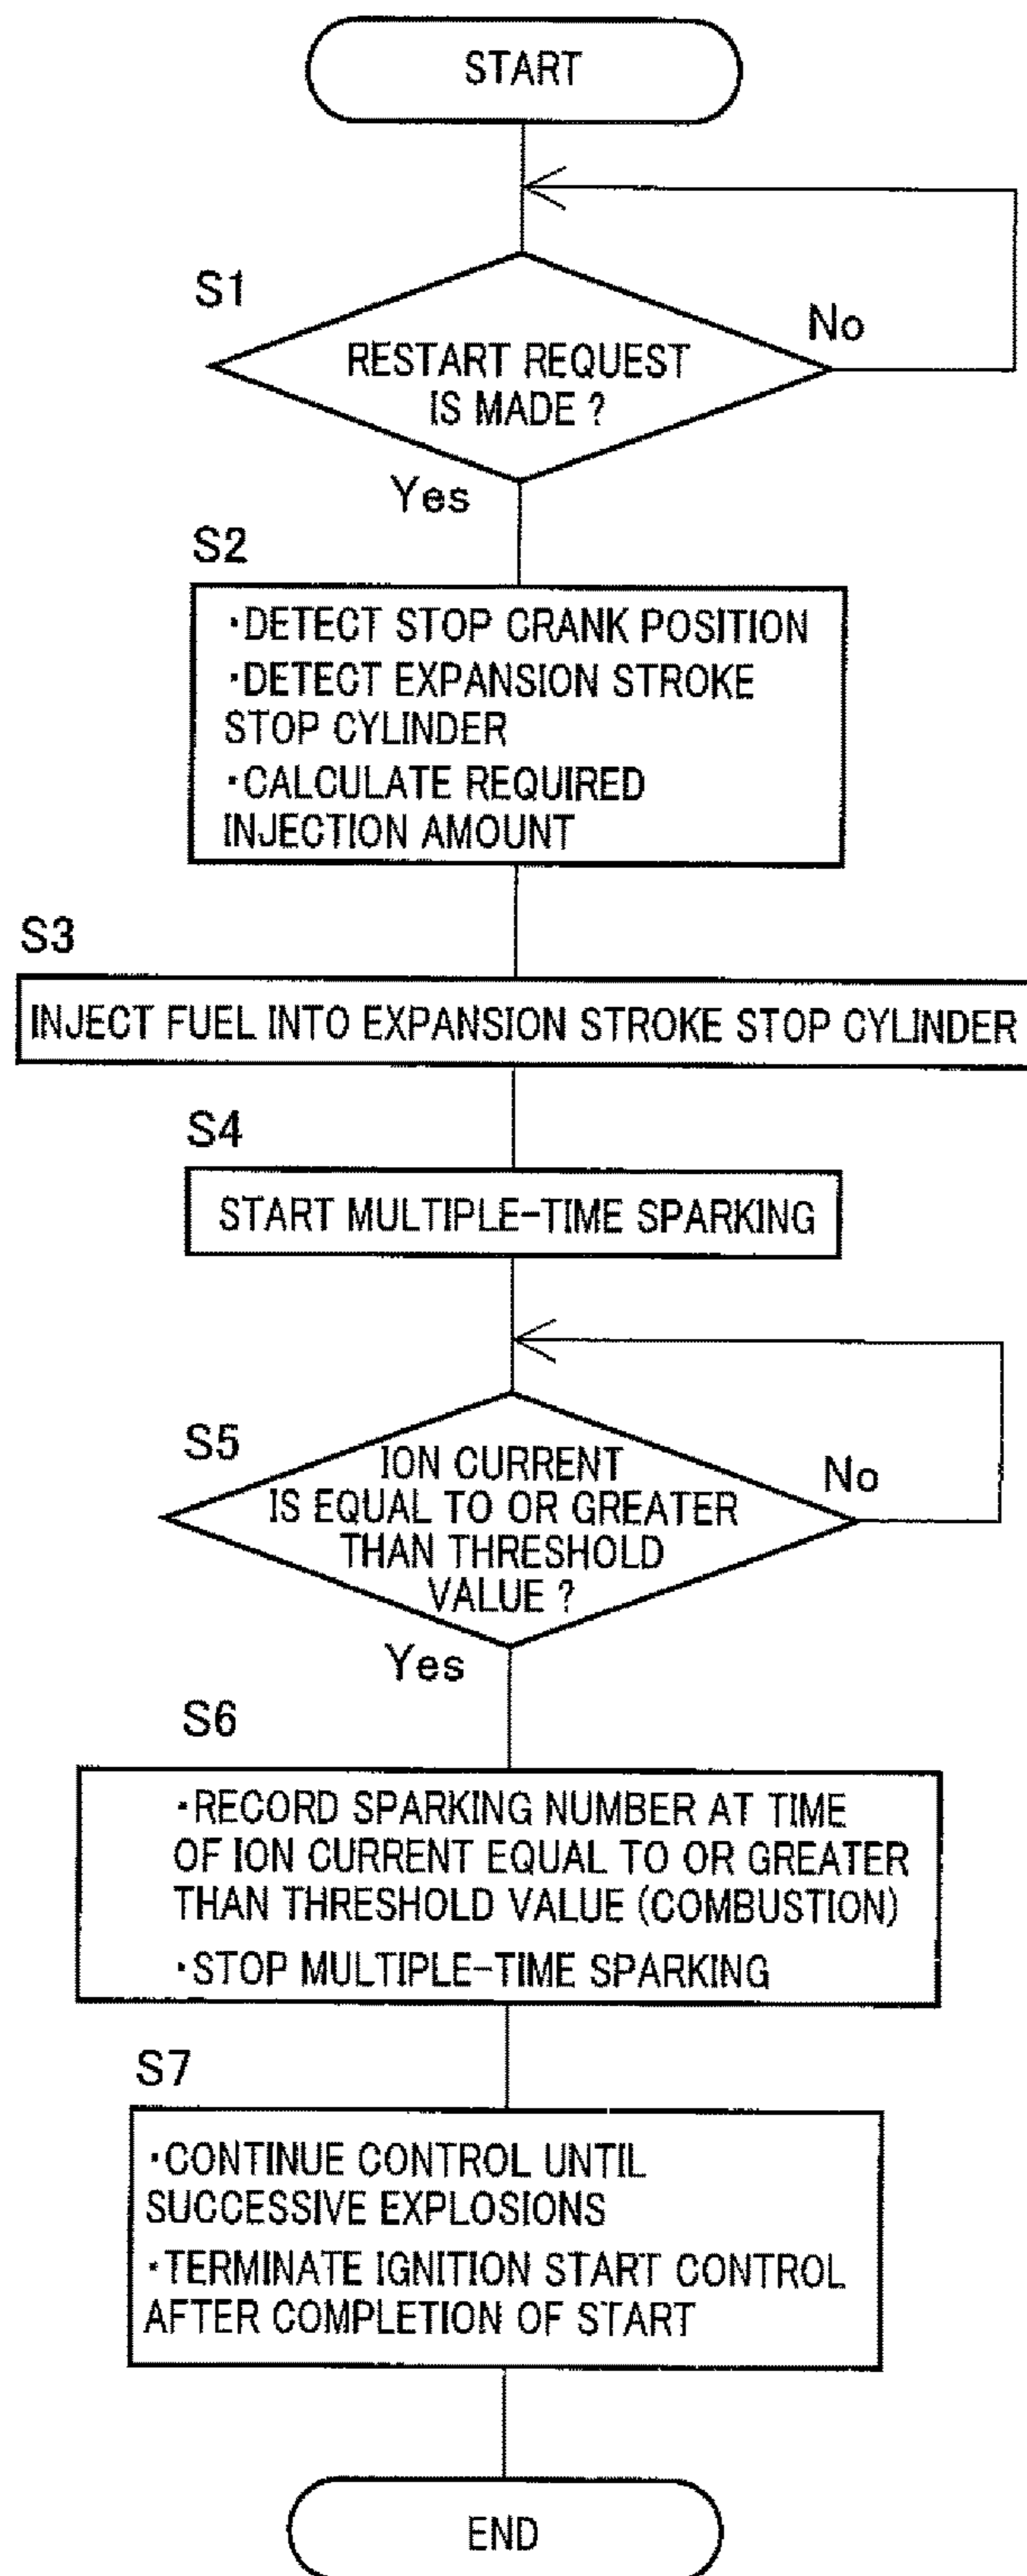 START
S1
No
RESTART REQUEST
IS MADE ?
Yes
S2
·DETECT STOP CRANK POSITION
·DETECT EXPANSION STROKE
STOP CYLINDER
·CALCULATE REQUIRED
INJECTION AMOUNT
S3
INJECT FUEL INTO EXPANSION STROKE STOP CYLINDER
S4
START MULTIPLE-TIME SPARKING
S5
No
ION CURRENT
IS EQUAL TO OR GREATER
THAN THRESHOLD
VALUE ?
Yes
S6
·RECORD SPARKING NUMBER AT TIME
OF ION CURRENT EQUAL TO OR GREATER
THAN THRESHOLD VALUE (COMBUSTION)
·STOP MULTIPLE-TIME SPARKING
S7
·CONTINUE CONTROL UNTIL
SUCCESSIVE EXPLOSIONS
·TERMINATE IGNITION START CONTROL
AFTER COMPLETION OF START
END